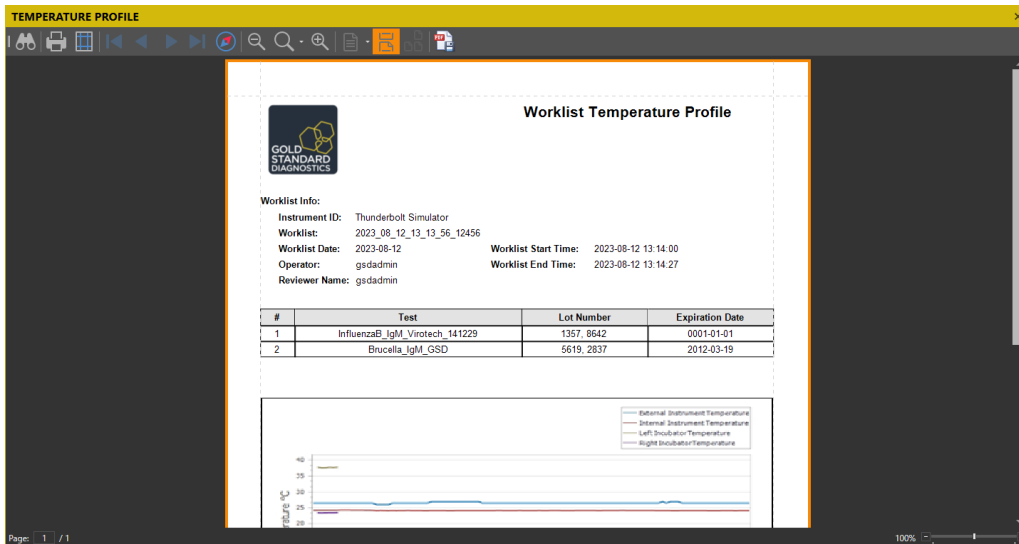 TEMPERATURE PROFILE
PDF
Worklist Temperature Profile
GOLD
STANDARD
DIAGNOSTICS
Worklist Info:
Instrument ID: Thunderbolt Simulator
Worklist: 2023_08_12_13_13_56_12456
Worklist Date: 2023-08-12 Worklist Start Time: 2023-08-12 13:14:00
Operator: gsdadmin Worklist End Time: 2023-08-12 13:14:27
Reviewer Name: gsdadmin
# Test Lot Number Expiration Date
1 InfluenzaB_IgM_Virotech_141229 1357, 8642 0001-01-01
2 Brucella_IgM_GSD 5619, 2837 2012-03-19
External Instrument Temperature
Internal Instrument Temperature
Left Incubator Temperature
Right Incubator Temperature
40
35
30
25
20
°C
Page: 1 / 1 100%